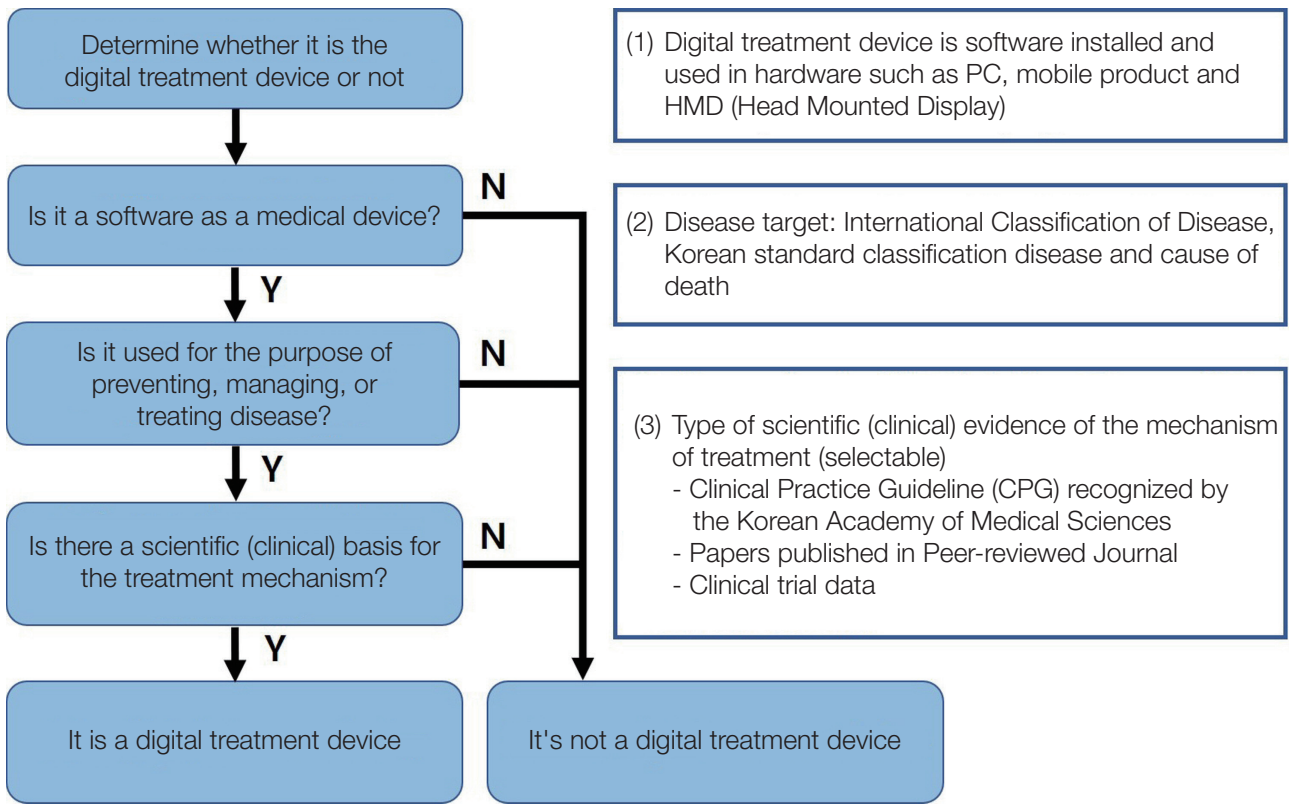 Determine whether it is the
digital treatment device or not
(1) Digital treatment device is software installed and
used in hardware such as PC, mobile product and
HMD (Head Mounted Display)
Is it a software as a medical device?
N
Y
(2) Disease target: International Classification of Disease,
Korean standard classification disease and cause of
death
Is it used for the purpose of
preventing, managing, or
treating disease?
N
Y
(3) Type of scientific (clinical) evidence of the mechanism
of treatment (selectable)
- Clinical Practice Guideline (CPG) recognized by
the Korean Academy of Medical Sciences
- Papers published in Peer-reviewed Journal
- Clinical trial data
Is there a scientific (clinical) basis for
the treatment mechanism?
N
Y
It is a digital treatment device
It's not a digital treatment device